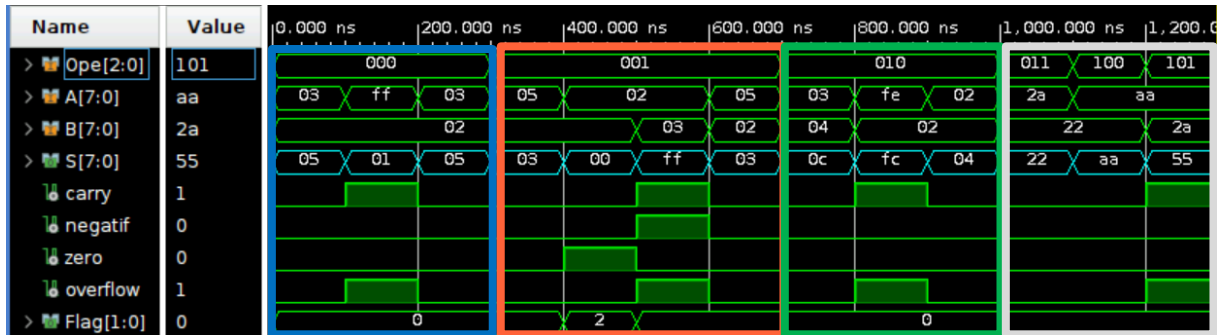 Name Value 0.000 ns 200.000 ns 400.000 ns 600.000 ns 800.000 ns 1,000.000 ns 1,200.0
Ope[2:0] 101 000 001 010 011 100 101
A[7:0] aa 03 ff 03 05 02 05 03 fe 02 2a aa
B[7:0] 2a 02 03 02 04 02 22 2a
S[7:0] 55 05 01 05 03 00 ff 03 0c fc 04 22 aa 55
carry 1
negatif 0
zero 0
overflow 1
Flag[1:0] 0 0 2 0